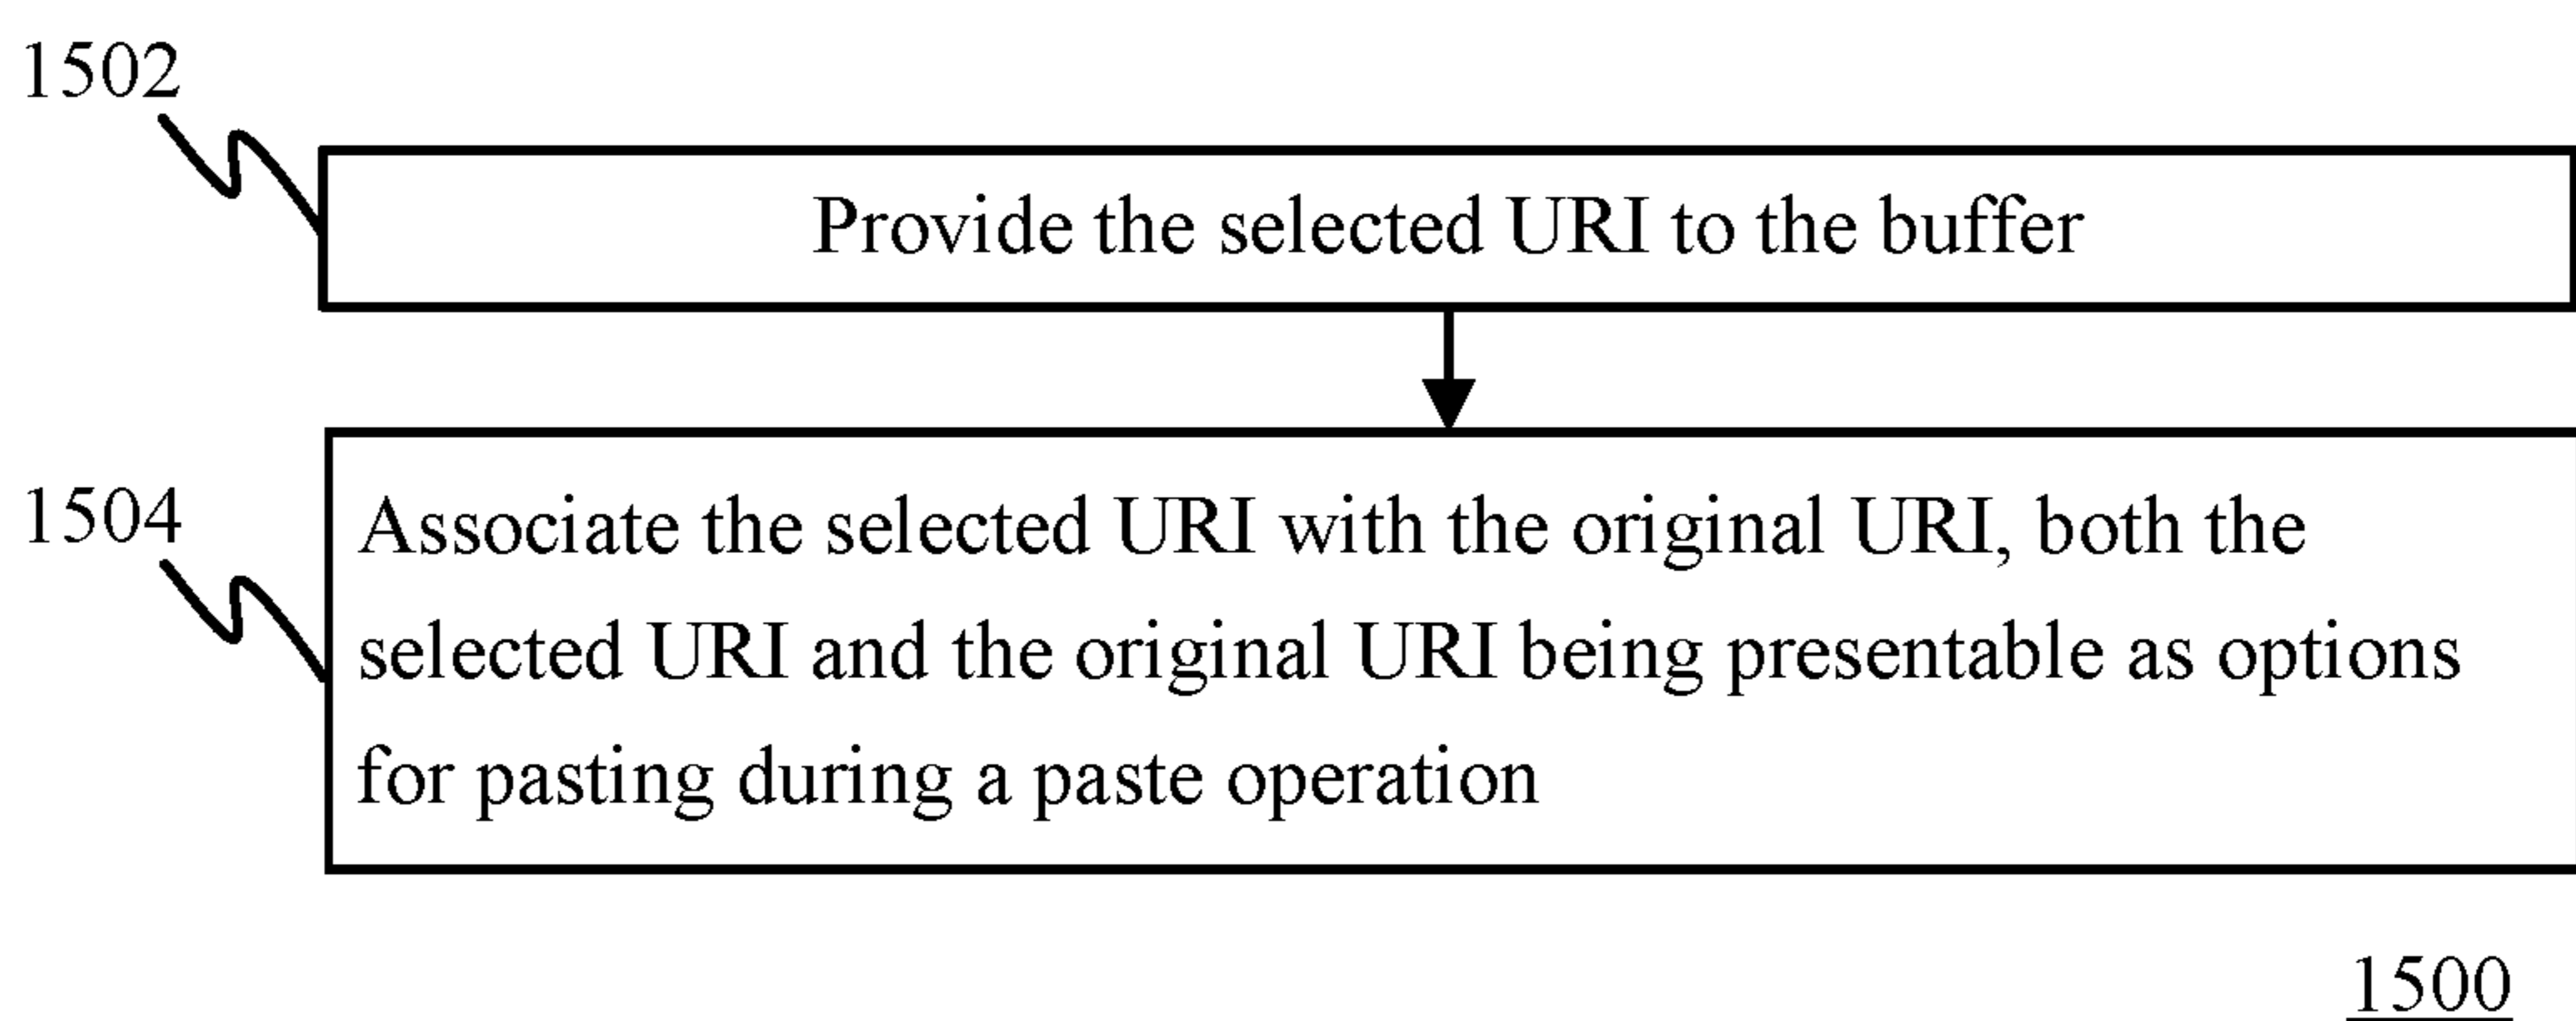 1502
Provide the selected URI to the buffer
1504
Associate the selected URI with the original URI, both the
selected URI and the original URI being presentable as options
for pasting during a paste operation
1500